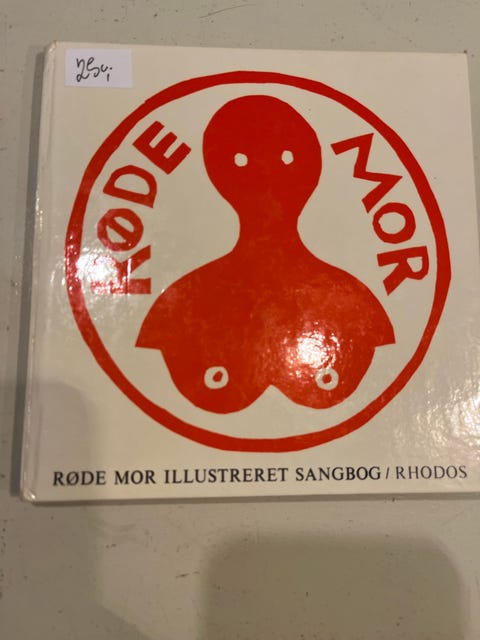 250,-
RØDE MOR
RØDE MOR ILLUSTRERET SANGBOG / RHODOS